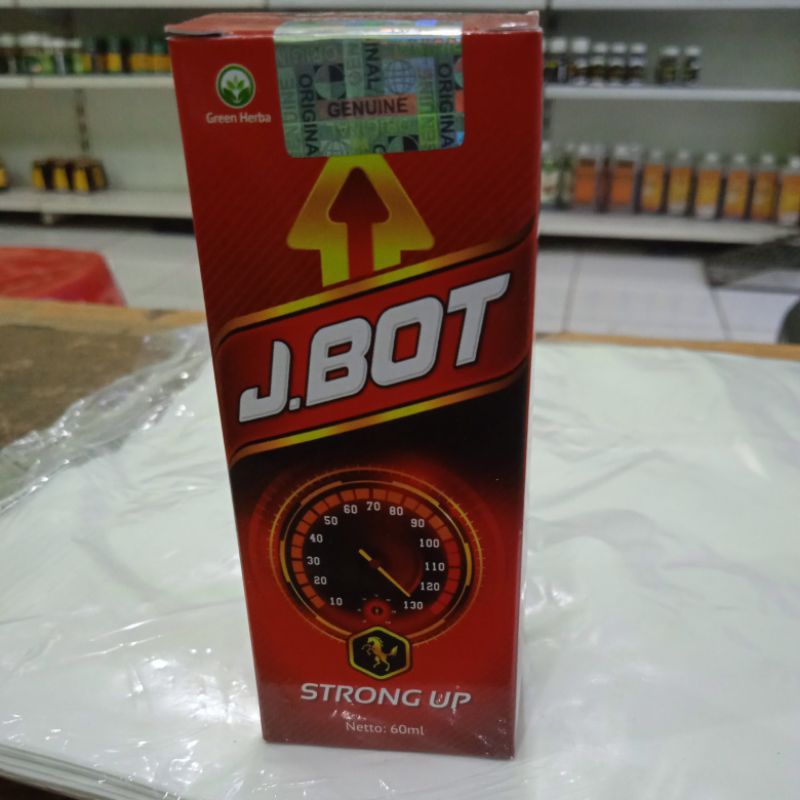 Green Herba
ORIGINAL
GENUINE
ORIGINAL
J.BOT
10
20
30
40
50
60
70
80
90
100
110
120
130
STRONG UP
Netto: 60ml